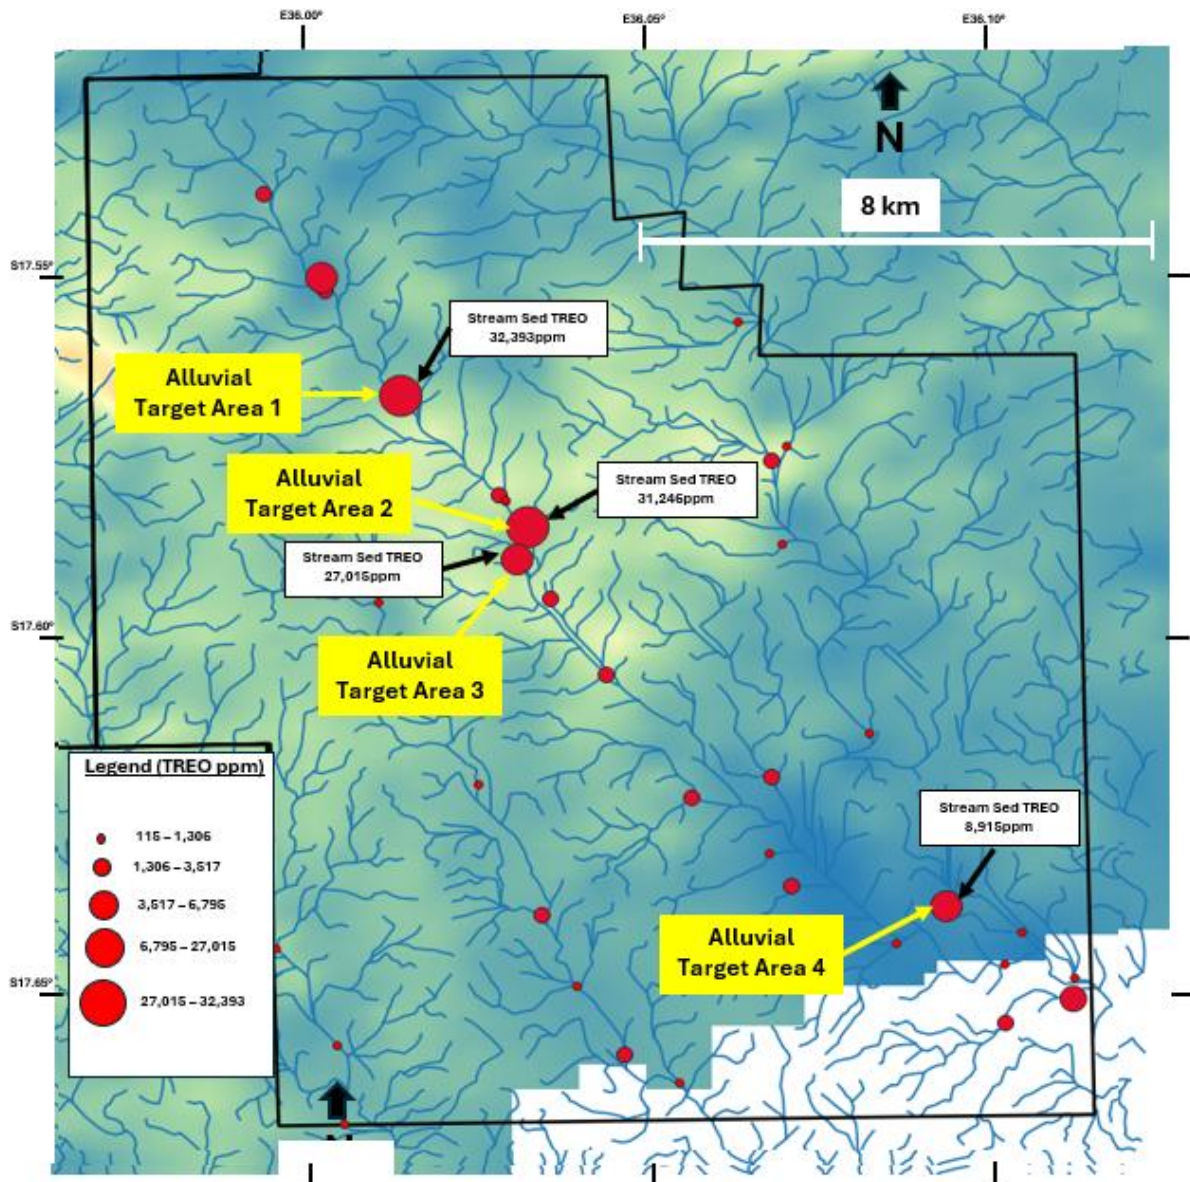 E36.00°
E36.05°
E36.10°
N
8 km
S17.55°
Stream Sed TREO
32,393ppm
Alluvial
Target Area 1
Alluvial
Target Area 2
Stream Sed TREO
31,246ppm
Stream Sed TREO
27,015ppm
S17.60°
Alluvial
Target Area 3
Legend (TREO ppm)
115 – 1,306
1,306 – 3,517
3,517 – 6,795
6,795 – 27,015
27,015 – 32,393
Stream Sed TREO
8,915ppm
Alluvial
Target Area 4
S17.65°
N